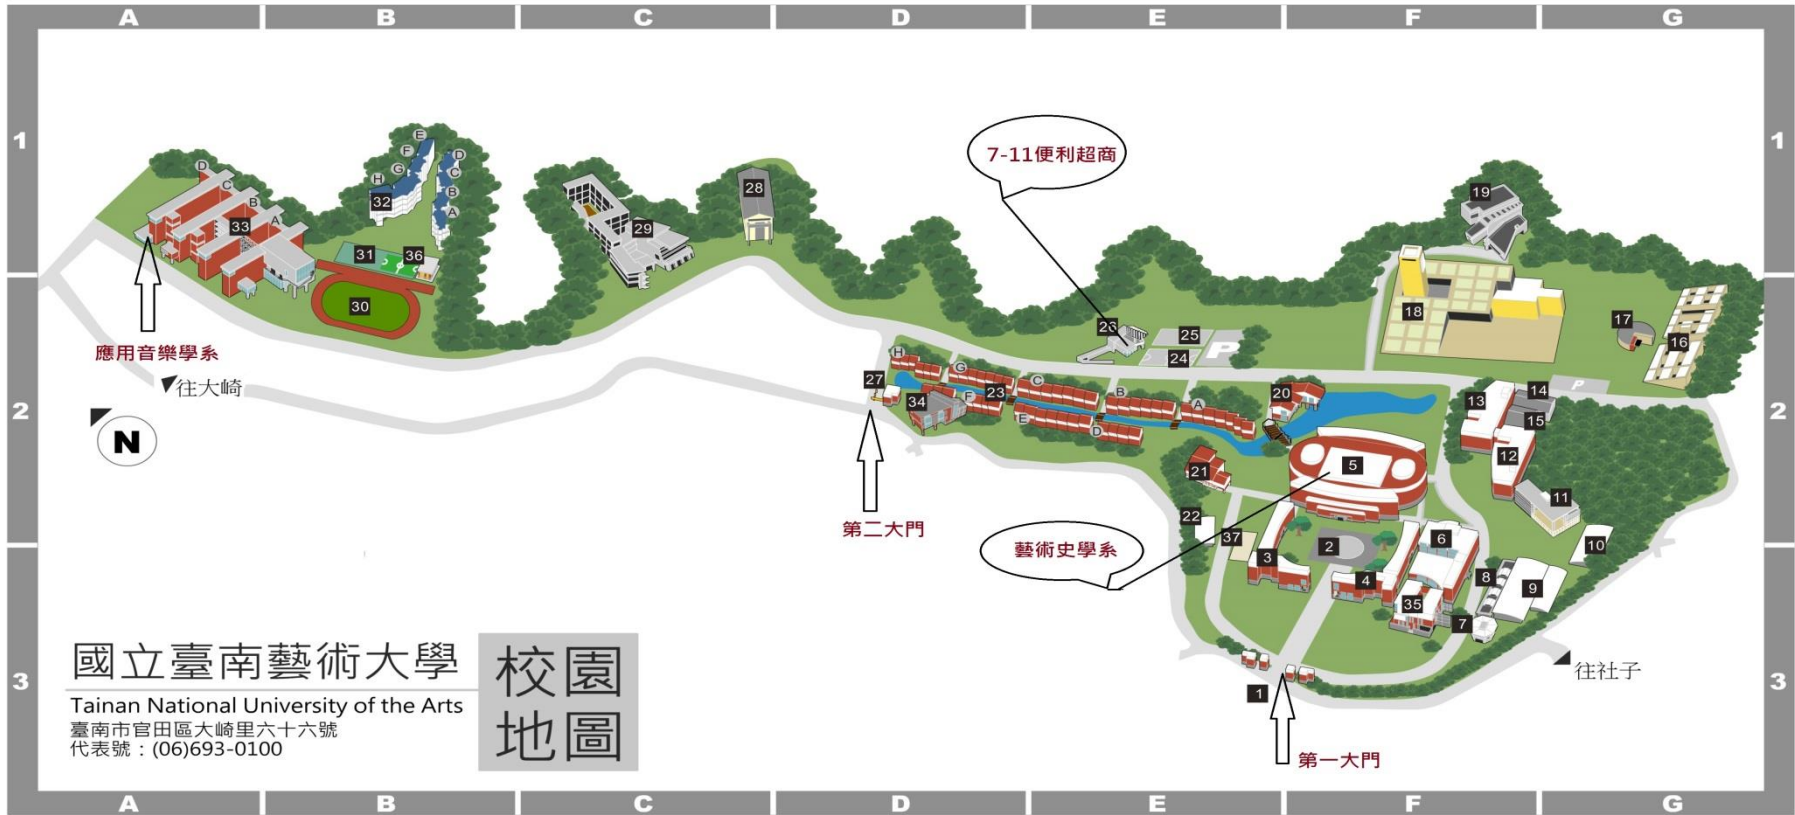 A B C D E F G
1 1
7-11便利超商
E
D
F
G
C
H
B
A
32
D
C
B
A
33
28
19
29
31
36
30
18
17
16
26
25
24
P
應用音樂學系
往大崎
N
27
H
G
C
F
23
34
B
A
E
D
20
P
14
13
15
12
2 2
5
21
11
第二大門
22
37
藝術史學系
3
2
6
10
4
8
9
35
7
國立臺南藝術大學
Tainan National University of the Arts
臺南市官田區大崎里六十六號
代表號:(06)693-0100
校園
地圖
3 3
往社子
1
第一大門
A B C D E F G